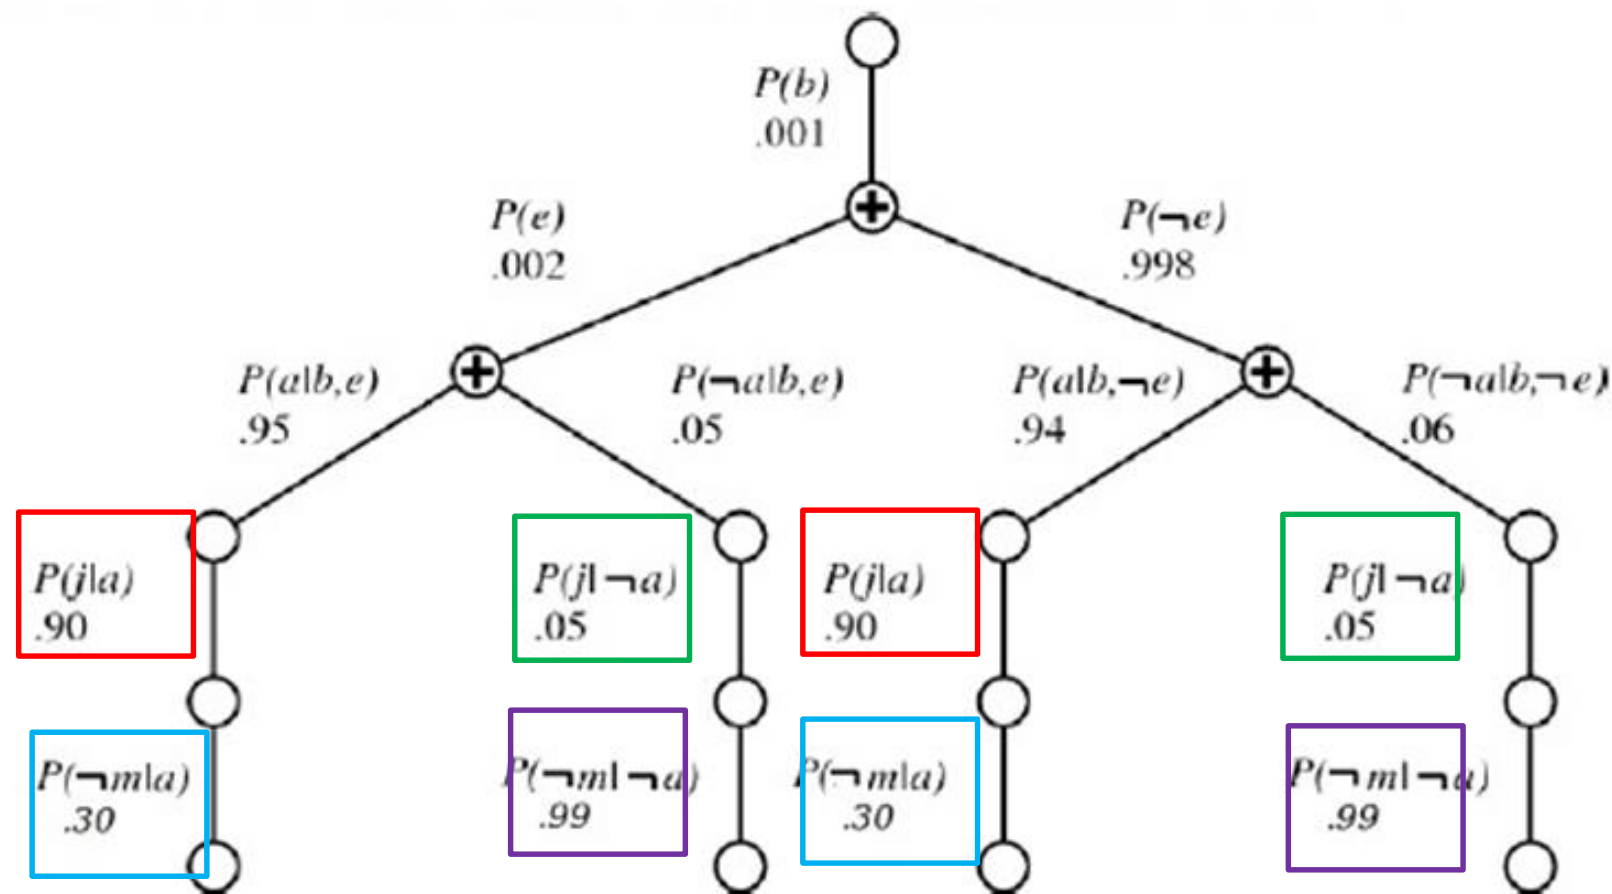 P(b)
.001
P(e)
.002
P(¬e)
.998
P(a|b,e)
.95
P(¬a|b,e)
.05
P(a|b,¬e)
.94
P(¬a|b,¬e)
.06
P(j|a)
.90
P(j|¬a)
.05
P(j|a)
.90
P(j|¬a)
.05
P(¬m|a)
.30
P(¬m|¬a)
.99
P(¬m|a)
.30
P(¬m|¬a)
.99